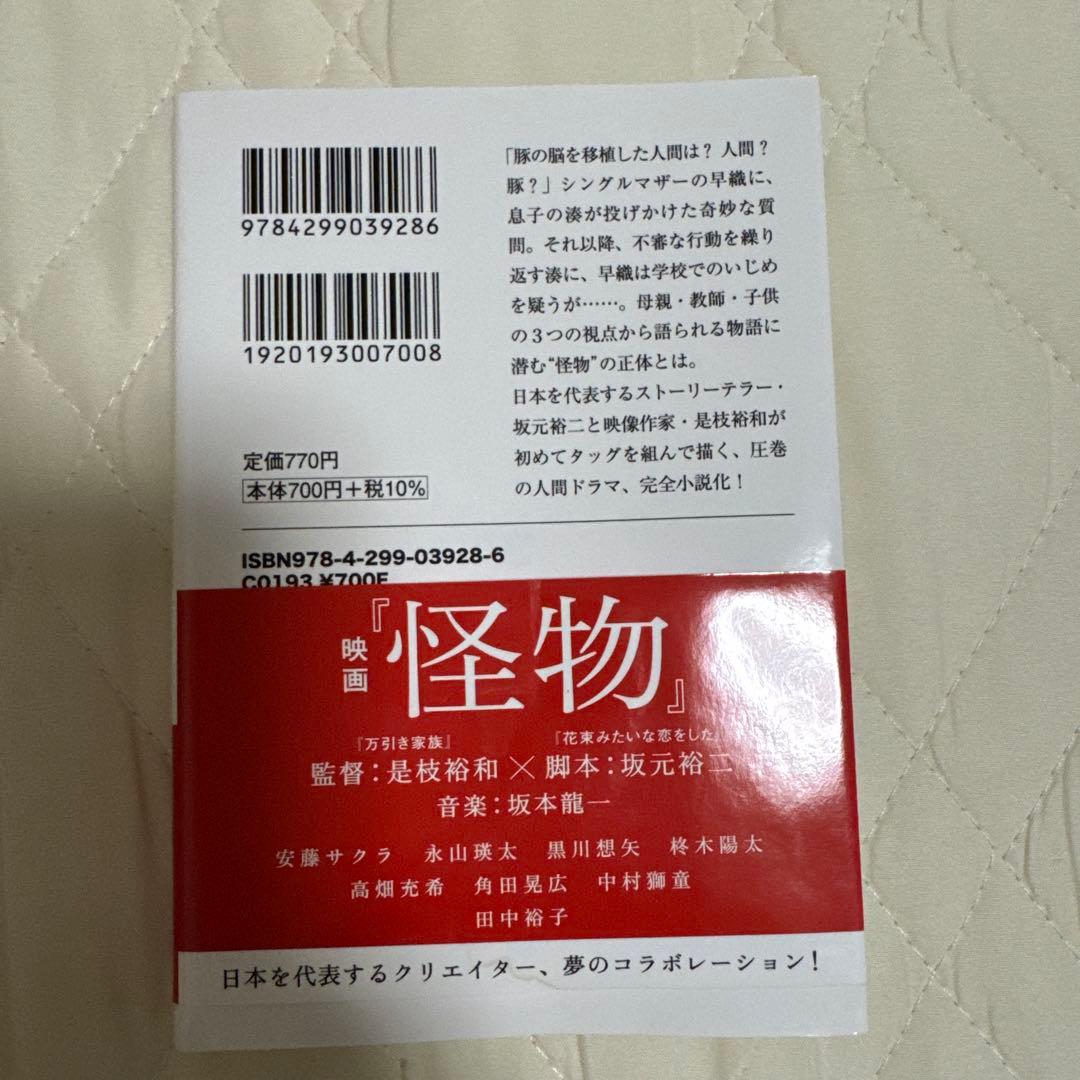 9784299039286
1920193007008
定価770円
本体700円+税10%
「豚の脳を移植した人間は? 人間?
豚?」シングルマザーの早織に、
息子の湊が投げかけた奇妙な質
問。それ以降、不審な行動を繰り
返す湊に、早織は学校でのいじめ
を疑うが……。母親・教師・子供
の3つの視点から語られる物語に
潜む“怪物”の正体とは。
日本を代表するストーリーテラー・
坂元裕二と映像作家・是枝裕和が
初めてタッグを組んで描く、圧巻
の人間ドラマ、完全小説化!
ISBN978-4-299-03928-6
C0193 ¥700E
映画『怪物』
『万引き家族』 『花束みたいな恋をした
監督:是枝裕和×脚本:坂元裕二
音楽:坂本龍一
安藤サクラ 永山瑛太 黒川想矢 柊木陽太
高畑充希 角田晃広 中村獅童
田中裕子
日本を代表するクリエイター、夢のコラボレーション!